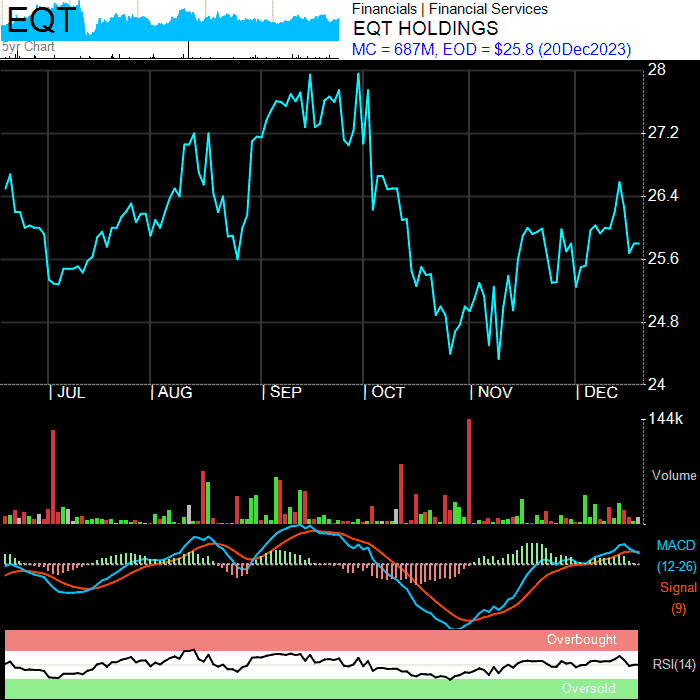 EQT
5yr Chart
Financials | Financial Services
EQT HOLDINGS
MC = 687M, EOD = $25.8 (20Dec2023)
28
27.2
26.4
25.6
24.8
24
| JUL | AUG | SEP | OCT | NOV | DEC
144k
Volume
MACD
(12-26)
Signal
(9)
Overbought
RSI(14)
Oversold